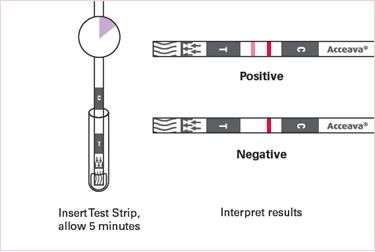 T C Acceava®
Positive
C
T
T C Acceava®
Negative
Insert Test Strip,
allow 5 minutes
Interpret results